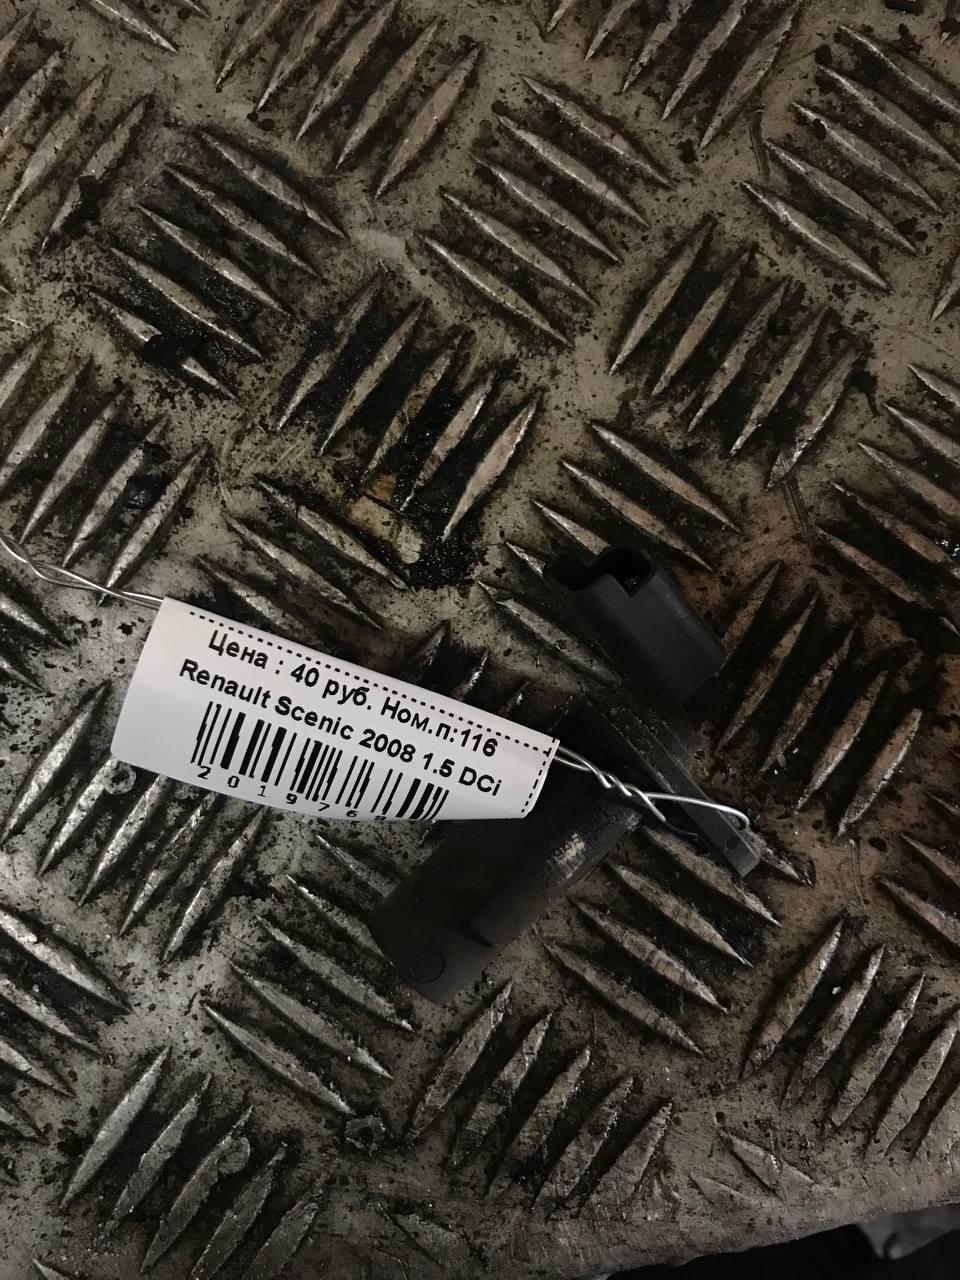 Цена : 40 руб. Ном.п:116
Renault Scenic 2008 1.5 DCi